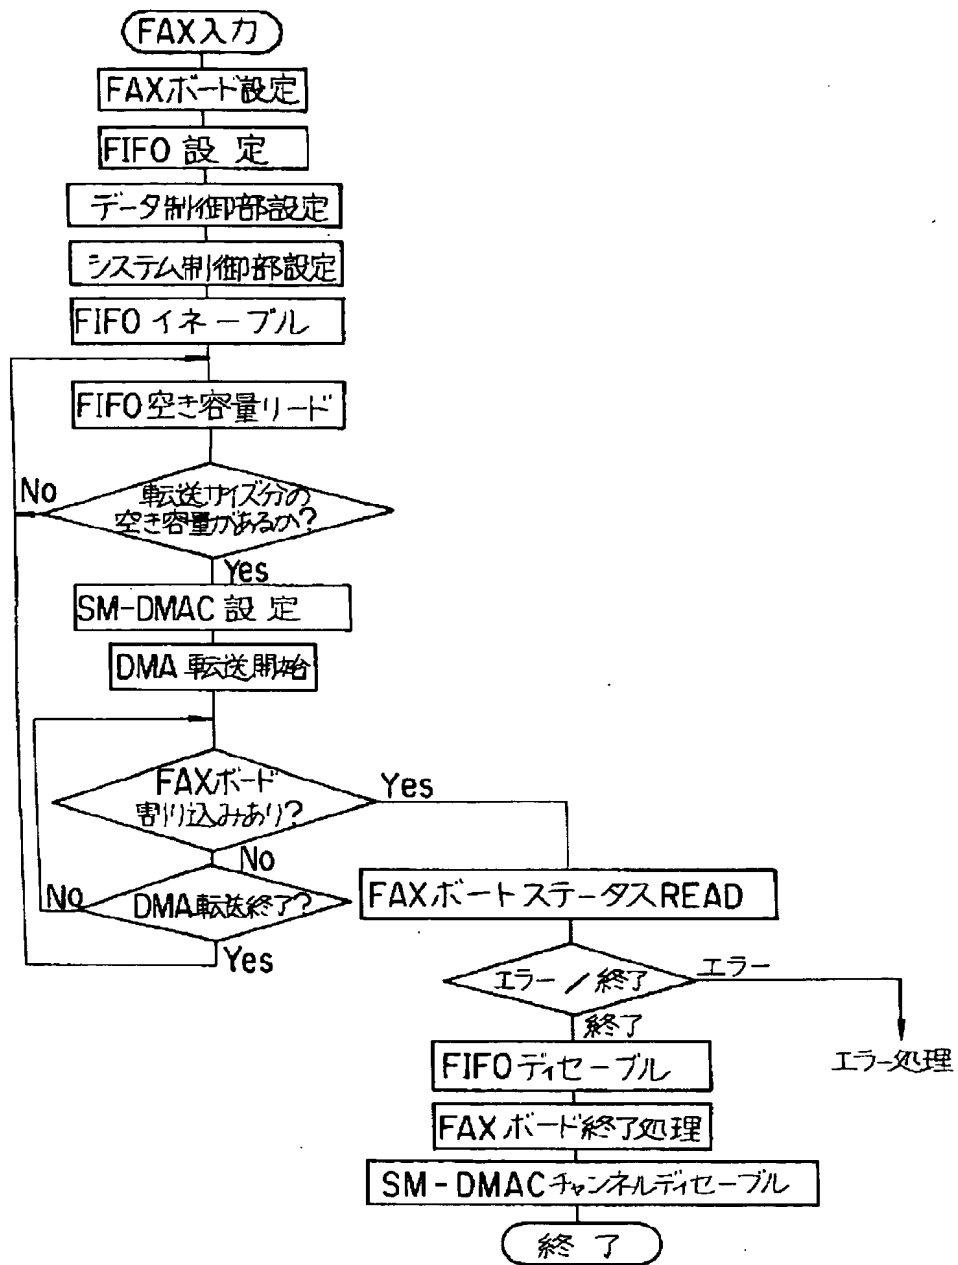 FAX入力
FAXボード設定
FIFO 設 定
データ制御部設定
システム制御部設定
FIFO イネーブル
FIFO空き容量リード
No
転送サイズ分の
空き容量があるか?
Yes
SM-DMAC 設 定
DMA 転送開始
FAXボード
割り込みあり?
Yes
No
No
DMA転送終了?
Yes
FAXボートステータスREAD
エラー / 終了
エラー
終了
エラー処理
FIFOディセーブル
FAXボード終了処理
SM-DMACチャンネルディセーブル
終 了